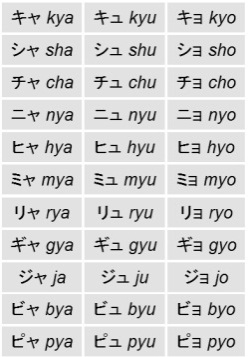 キャ kya キュ kyu キョ kyo
シャ sha シュ shu ショ sho
チャ cha チュ chu チョ cho
ニャ nya ニュ nyu ニョ nyo
ヒャ hya ヒュ hyu ヒョ hyo
ミャ mya ミュ myu ミョ myo
リャ rya リュ ryu リョ ryo
ギャ gya ギュ gyu ギョ gyo
ジャ ja ジュ ju ジョ jo
ビャ bya ビュ byu ビョ byo
ピャ pya ピュ pyu ピョ pyo